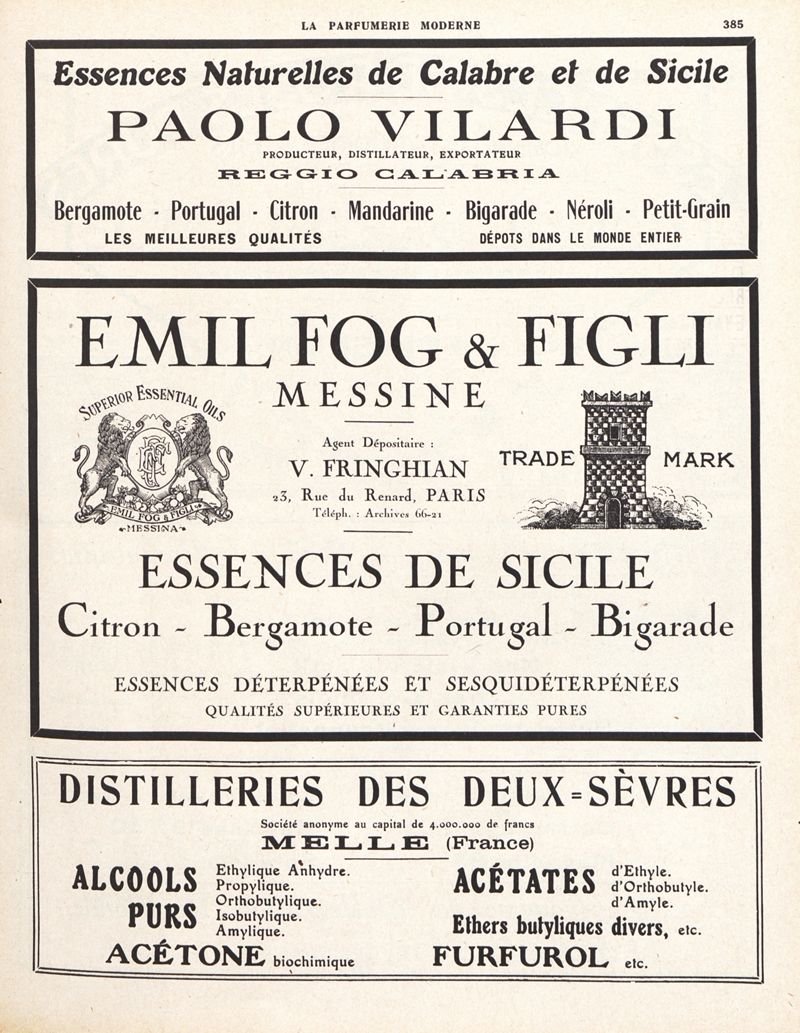 LA PARFUMERIE MODERNE
385
Essences Naturelles de Calabre et de Sicile
PAOLO VILARDI
PRODUCTEUR, DISTILLATEUR, EXPORTATEUR
REGGIO CALABRIA
Bergamote - Portugal - Citron - Mandarine - Bigarade - Néroli - Petit-Grain
LES MEILLEURES QUALITÉS
DÉPOTS DANS LE MONDE ENTIER
EMIL FOG & FIGLI
MESSINE
SUPERIOR ESSENTIAL OILS
EMIL FOG & FIGLI
MESSINA
Agent Dépositaire :
V. FRINGHIAN
23, Rue du Renard, PARIS
Téléph. : Archives 66-21
TRADE MARK
ESSENCES DE SICILE
Citron - Bergamote - Portugal - Bigarade
ESSENCES DÉTERPÉNÉES ET SESQUIDÉTERPÉNÉES
QUALITÉS SUPÉRIEURES ET GARANTIES PURES
DISTILLERIES DES DEUX=SÈVRES
Société anonyme au capital de 4.000.000 de francs
MELLE (France)
ALCOOLS PURS
Ethylique Anhydre.
Propylique.
Orthobutylique.
Isobutylique.
Amylique.
ACÉTATES
d'Ethyle.
d'Orthobutyle.
d'Amyle.
Ethers butyliques divers, etc.
ACÉTONE biochimique
FURFUROL etc.